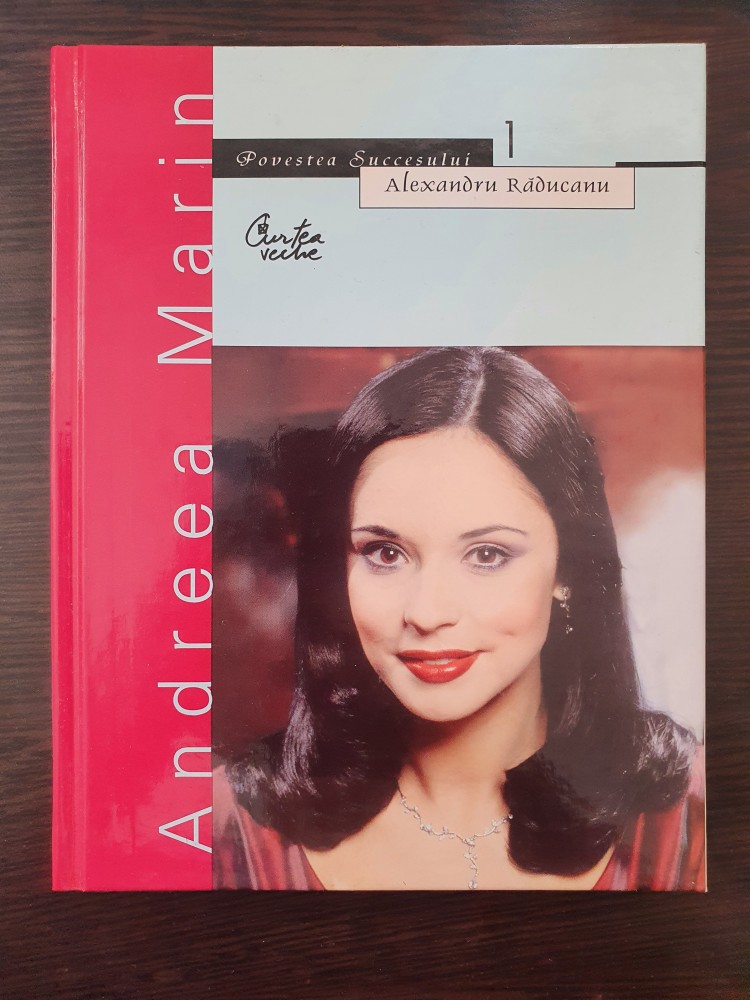 Andreea Marin
1
Povestea Succesului
Alexandru Răducanu
Curtea
veche